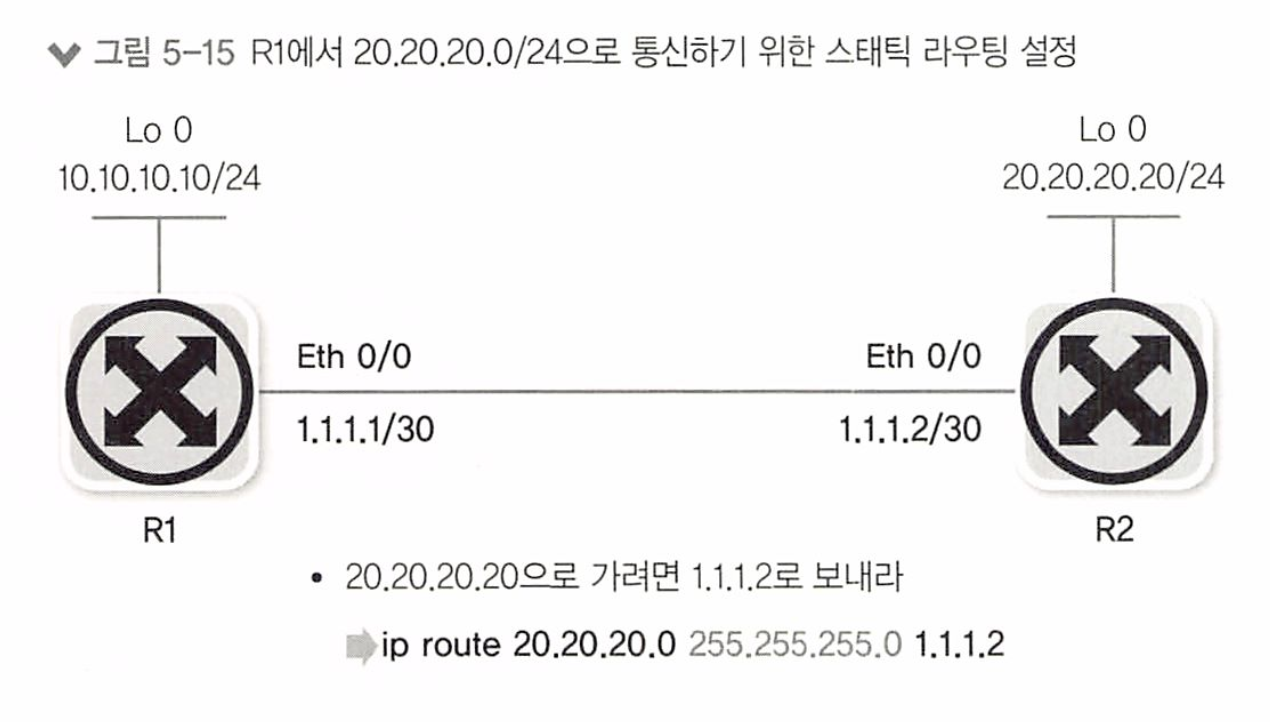 그림 5-15 R1에서 20.20.20.0/24으로 통신하기 위한 스태틱 라우팅 설정
Lo 0
10.10.10.10/24
Lo 0
20.20.20.20/24
Eth 0/0
1.1.1.1/30
Eth 0/0
1.1.1.2/30
R1
R2
• 20.20.20.20으로 가려면 1.1.1.2로 보내라
ip route 20.20.20.0 255.255.255.0 1.1.1.2